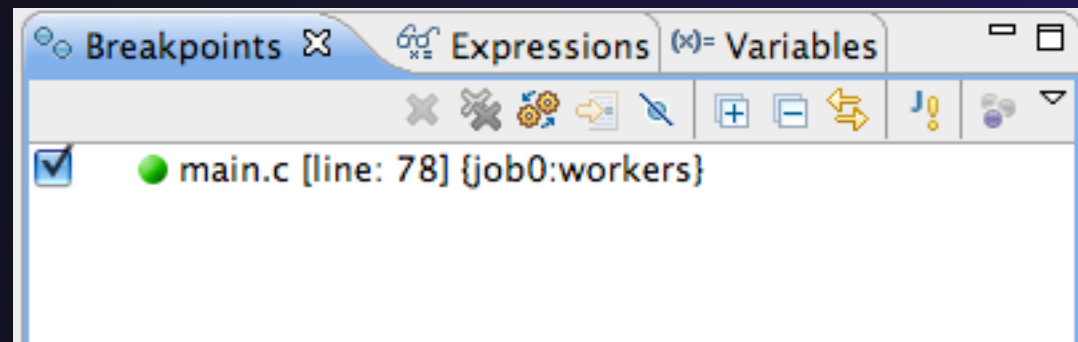 Breakpoints Expressions (x)= Variables
main.c [line: 78] {job0:workers}